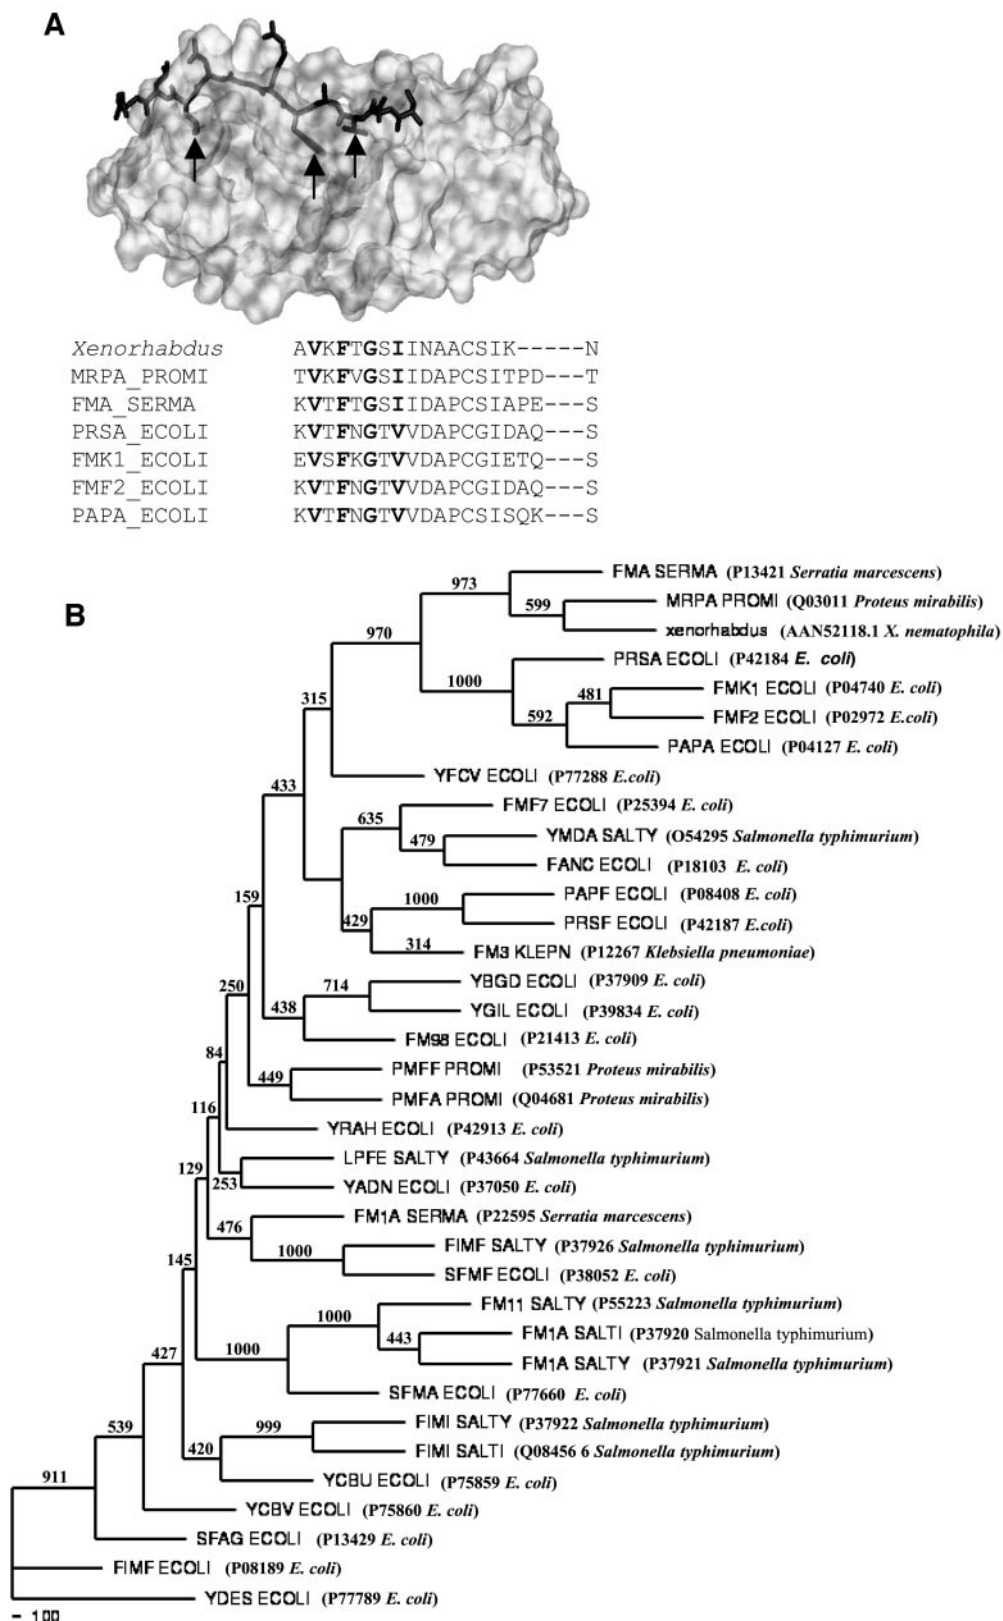 A
Xenorhabdus AVKFTGSIINAACSIK-----N
MRPA_PROMI TVKFVGSIIDAPCSITPD---T
FMA_SERMA KVTFTGSIIDAPCSIAPE---S
PRSA_ECOLI KVTFNGTVVDAPCGIDAQ---S
FMK1_ECOLI EVSFKGTVVDAPCGIETQ---S
FMF2_ECOLI KVTFNGTVVDAPCGIDAQ---S
PAPA_ECOLI KVTFNGTVVDAPCSISQK---S
B
FMA SERMA (P13421 Serratia marcescens)
973
MRPA PROMI (Q03011 Proteus mirabilis)
599
xenorhabdus (AAN52118.1 X. nematophila)
970
PRSA ECOLI (P42184 E. coli)
1000
FMK1 ECOLI (P04740 E. coli)
481
315
FMF2 ECOLI (P02972 E.coli)
592
PAPA ECOLI (P04127 E. coli)
YFCV ECOLI (P77288 E.coli)
433
FMF7 ECOLI (P25394 E. coli)
635
YMDA SALTY (O54295 Salmonella typhimurium)
479
FANC ECOLI (P18103 E. coli)
159
PAPF ECOLI (P08408 E. coli)
1000
429
PRSF ECOLI (P42187 E.coli)
314
FM3 KLEPN (P12267 Klebsiella pneumoniae)
250
YBGD ECOLI (P37909 E. coli)
714
438
YGIL ECOLI (P39834 E. coli)
FM98 ECOLI (P21413 E. coli)
84
PMFF PROMI (P53521 Proteus mirabilis)
449
PMFA PROMI (Q04681 Proteus mirabilis)
116
YRAH ECOLI (P42913 E. coli)
LPFE SALTY (P43664 Salmonella typhimurium)
129
253
YADN ECOLI (P37050 E. coli)
FM1A SERMA (P22595 Serratia marcescens)
476
FIMF SALTY (P37926 Salmonella typhimurium)
1000
145
SFMF ECOLI (P38052 E. coli)
FM11 SALTY (P55223 Salmonella typhimurium)
1000
FM1A SALTI (P37920 Salmonella typhimurium)
443
427
1000
FM1A SALTY (P37921 Salmonella typhimurium)
SFMA ECOLI (P77660 E. coli)
FIMI SALTY (P37922 Salmonella typhimurium)
539
999
420
FIMI SALTI (Q08456 6 Salmonella typhimurium)
911
YCBU ECOLI (P75859 E. coli)
YCBV ECOLI (P75860 E. coli)
SFAG ECOLI (P13429 E. coli)
FIMF ECOLI (P08189 E. coli)
YDES ECOLI (P77789 E. coli)
100